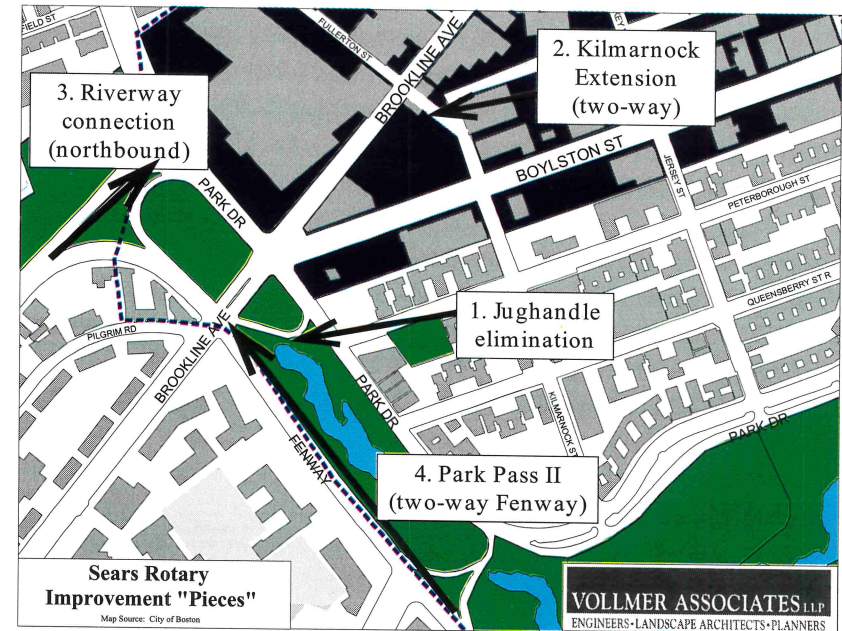 FIELD ST
FULLERTON ST
EY
BROOKLINE AVE
2. Kilmarnock
Extension
(two-way)
3. Riverway
connection
(northbound)
PARK DR
BOYLSTON ST
JERSEY ST
PETERBOROUGH ST
QUEENSBERRY ST R
1. Jughandle
elimination
PILGRIM RD
BROOKLINE AVE
PARK DR
KILMARNOCK ST
PARK DR
FENWAY
4. Park Pass II
(two-way Fenway)
Sears Rotary
Improvement "Pieces"
Map Source: City of Boston
VOLLMER ASSOCIATES LLP
ENGINEERS•LANDSCAPE ARCHITECTS•PLANNERS